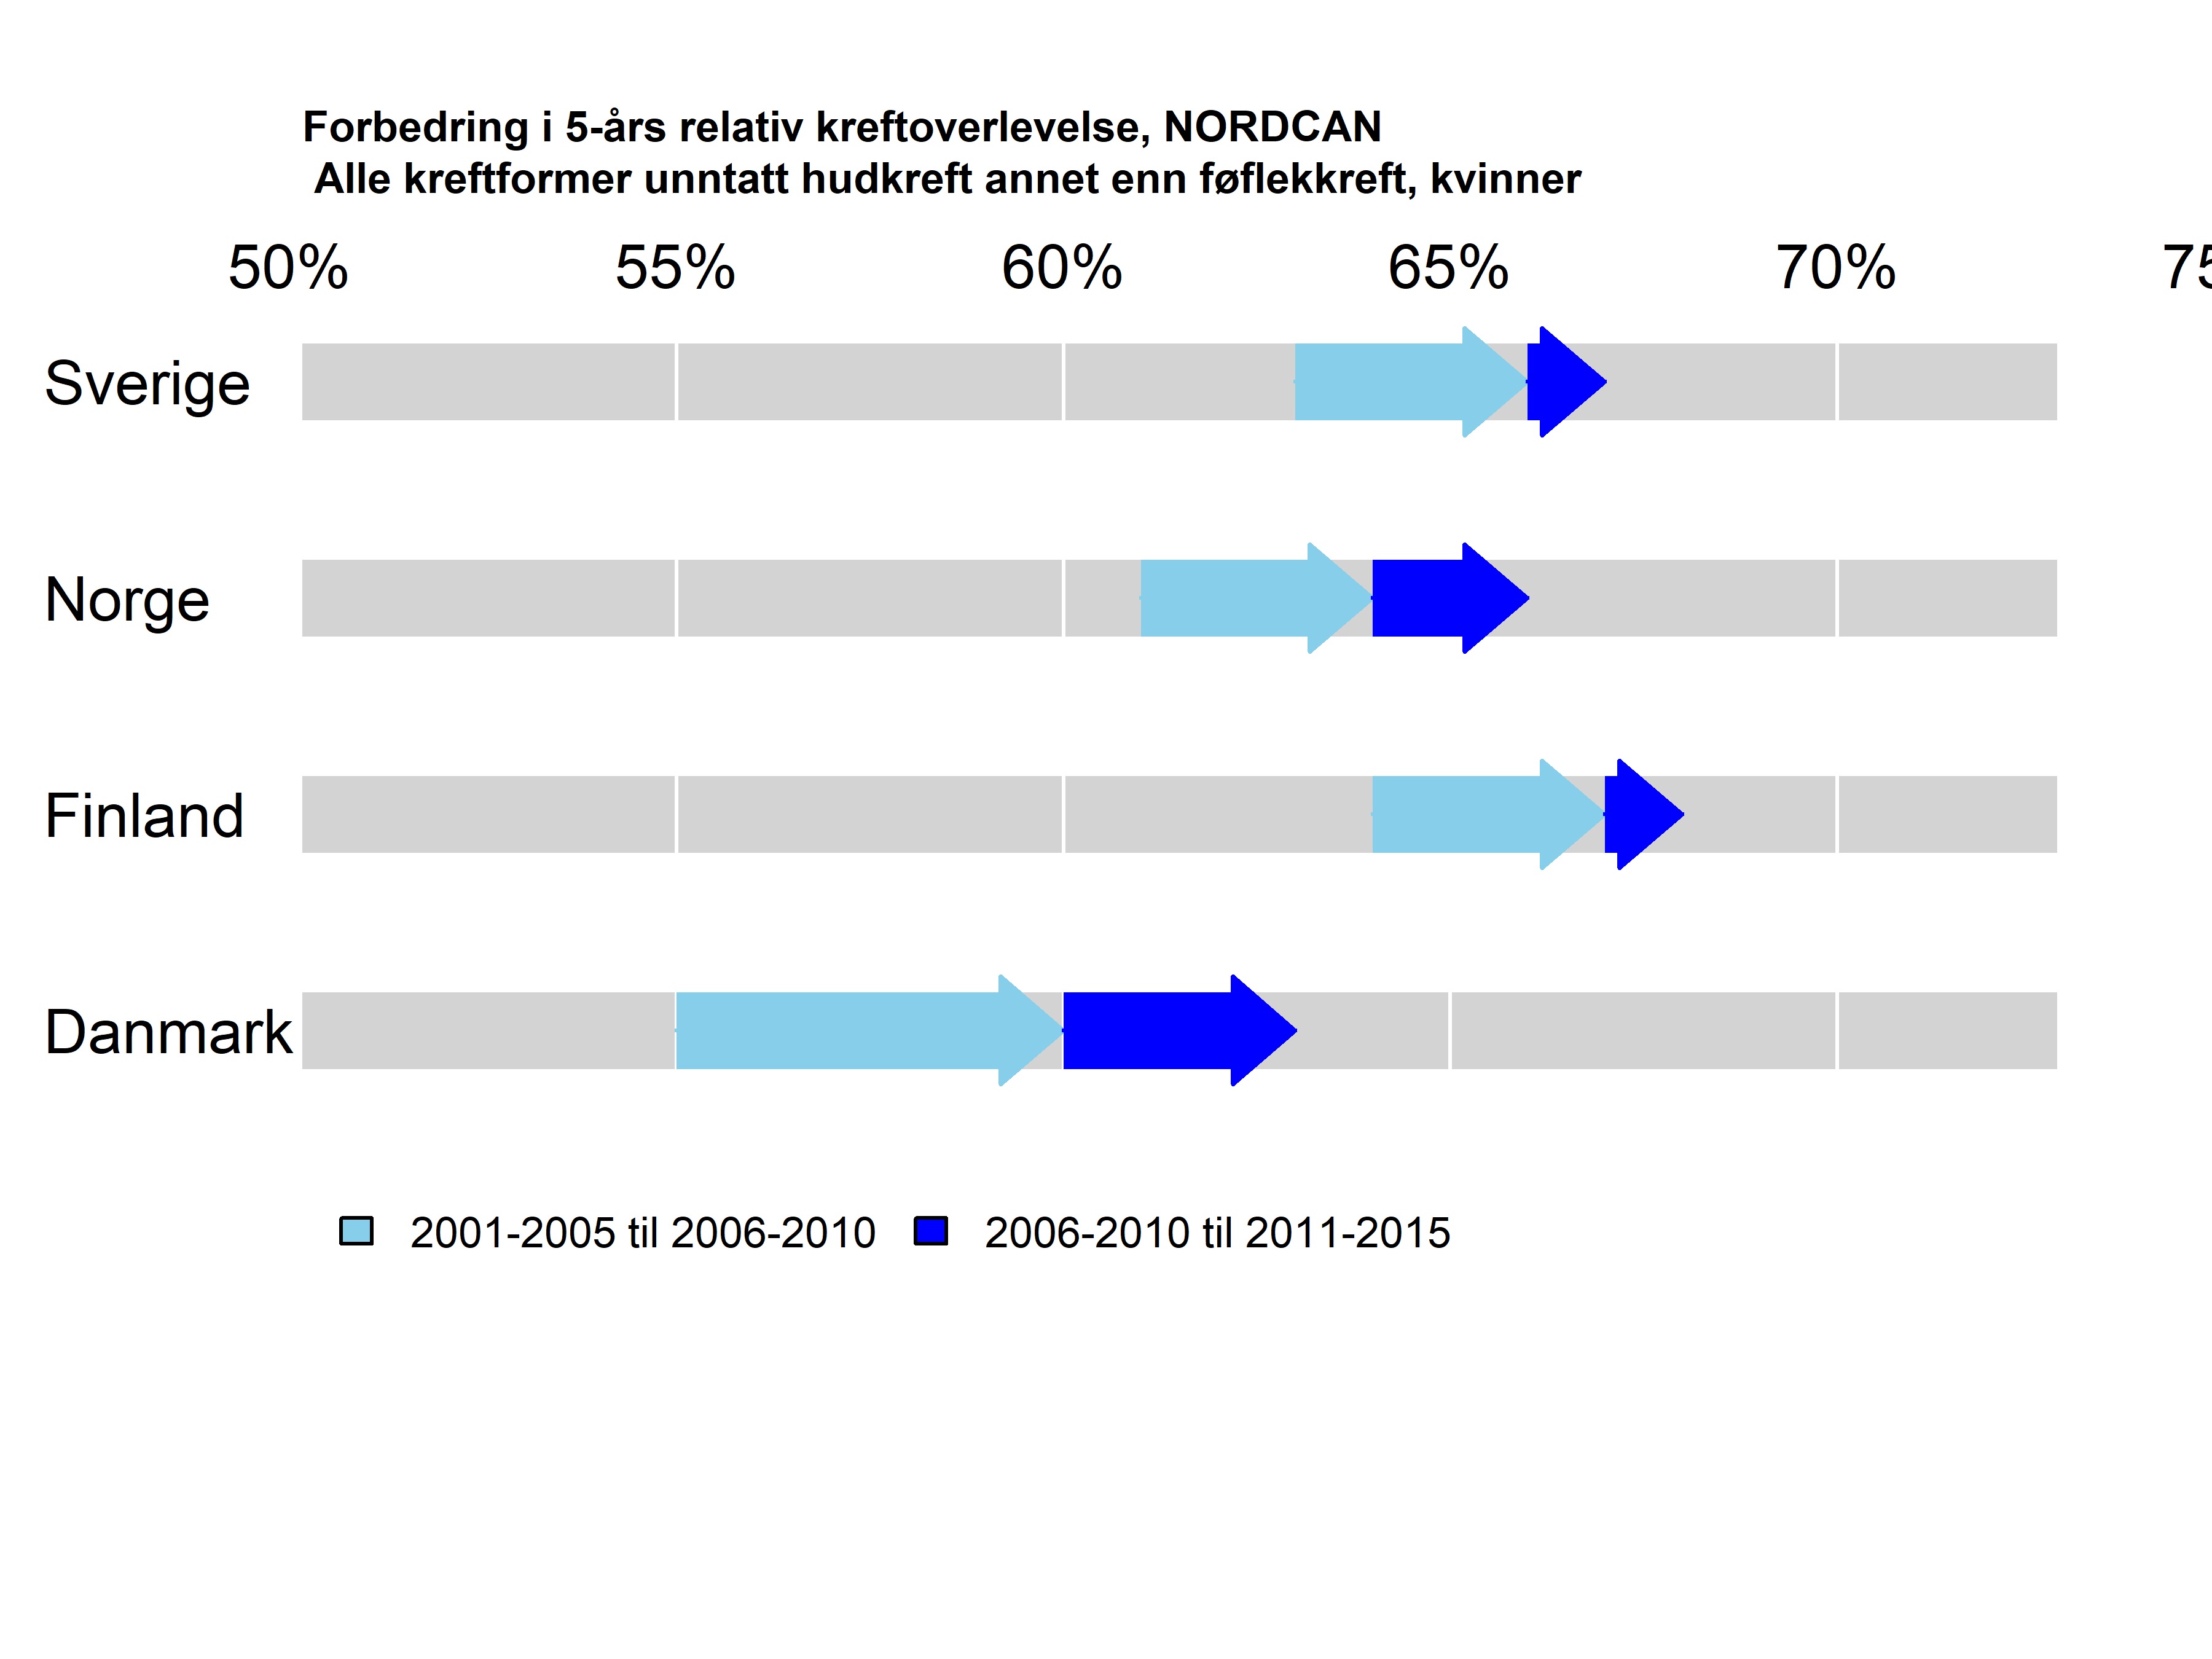 Forbedring i 5-års relativ kreftoverlevelse, NORDCAN
Alle kreftformer unntatt hudkreft annet enn føflekkreft, kvinner
50% 55% 60% 65% 70% 75
Sverige
Norge
Finland
Danmark
2001-2005 til 2006-2010 2006-2010 til 2011-2015